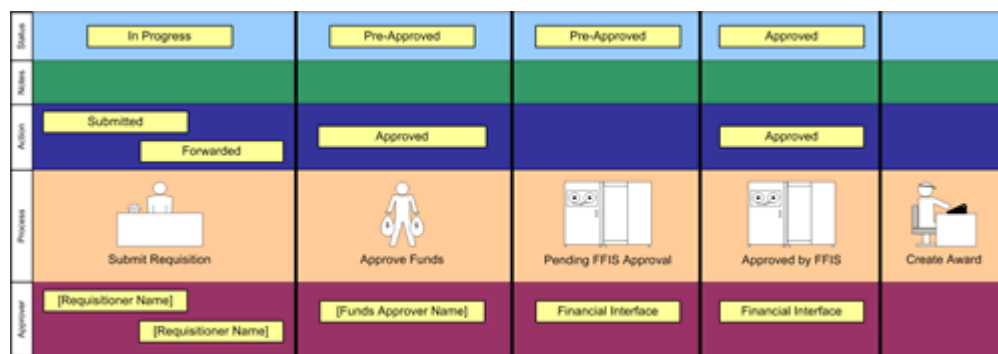 Status
In Progress
Pre-Approved
Pre-Approved
Approved
Notes
Action
Submitted
Forwarded
Approved
Approved
Process
$ $
Submit Requisition
Approve Funds
Pending FFIS Approval
Approved by FFIS
Create Award
Approver
[Requisitioner Name]
[Requisitioner Name]
[Funds Approver Name]
Financial Interface
Financial Interface